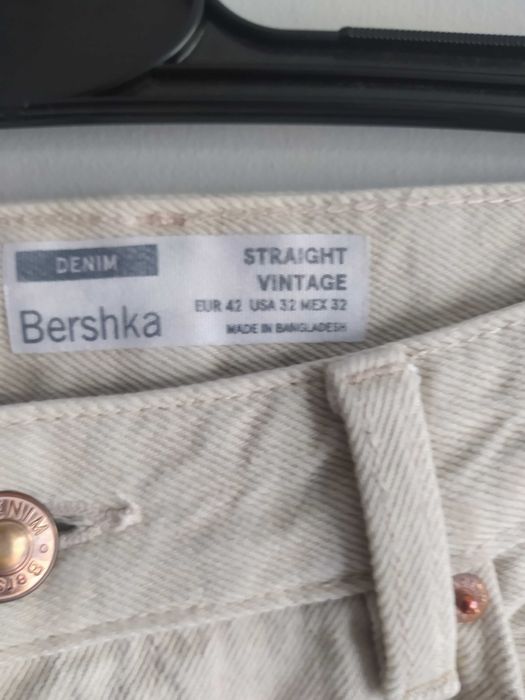 DENIM
Bershka
STRAIGHT
VINTAGE
EUR 42 USA 32 MEX 32
MADE IN BANGLADESH